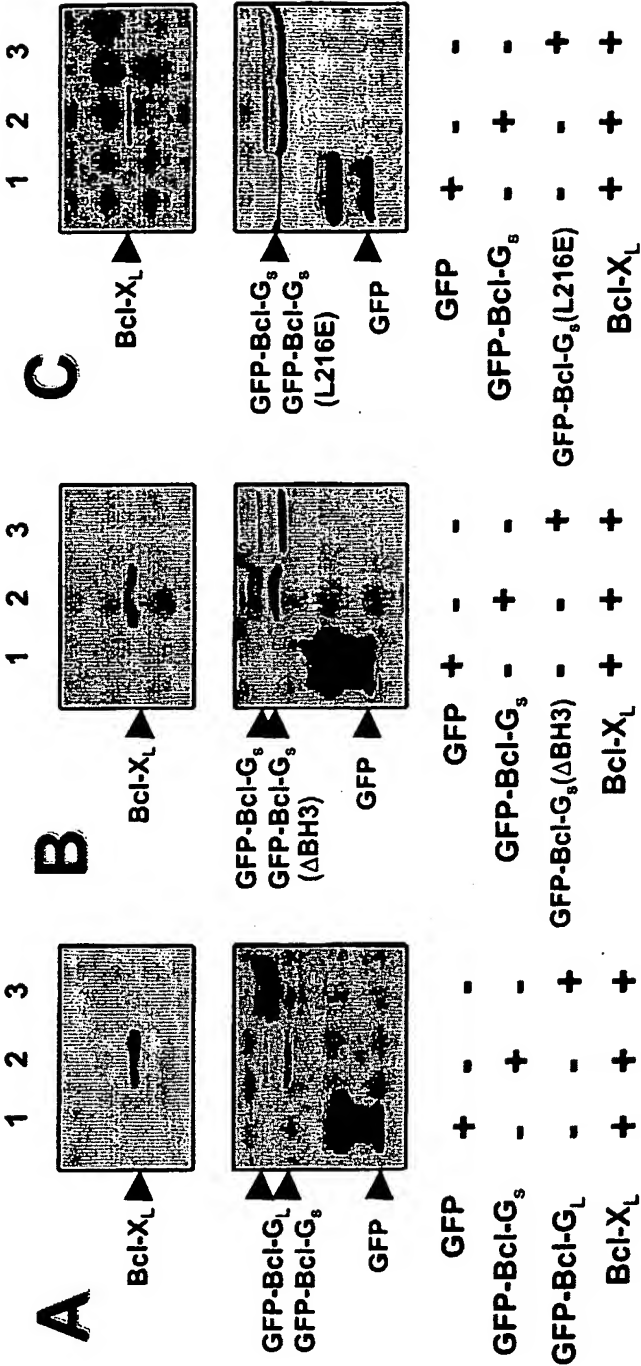 A
1 2 3
Bcl-XL
GFP-Bcl-GL
GFP-Bcl-Gs
GFP
GFP + - -
GFP-Bcl-Gs - + -
GFP-Bcl-GL - - +
Bcl-XL + + +
B
1 2 3
Bcl-XL
GFP-Bcl-Gs
GFP-Bcl-Gs
(ΔBH3)
GFP
GFP + - -
GFP-Bcl-Gs - + -
GFP-Bcl-Gs(ΔBH3) - - +
Bcl-XL + + +
C
1 2 3
Bcl-XL
GFP-Bcl-Gs
GFP-Bcl-Gs
(L216E)
GFP
GFP + - -
GFP-Bcl-Gs - + -
GFP-Bcl-Gs(L216E) - - +
Bcl-XL + + +